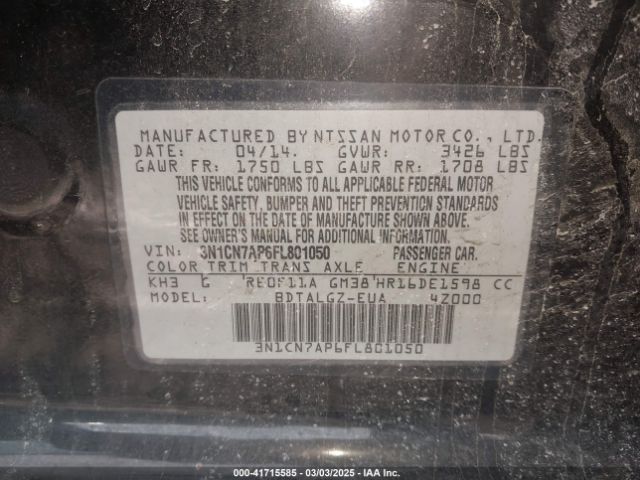 MANUFACTURED BY NISSAN MOTOR CO., LTD.
DATE: 04/14. GVWR: 3426 LBS
GAWR FR: 1750 LBS GAWR RR: 1708 LBS
THIS VEHICLE CONFORMS TO ALL APPLICABLE FEDERAL MOTOR
VEHICLE SAFETY, BUMPER AND THEFT PREVENTION STANDARDS
IN EFFECT ON THE DATE OF MANUFACTURE SHOWN ABOVE.
SEE OWNER'S MANUAL FOR ADDITIONAL INFORMATION.
VIN: 3N1CN7AP6FL801050 PASSENGER CAR.
COLOR TRIM TRANS AXLE ENGINE
KH3 G RE0F11A GM38 HR16DE1598 CC
MODEL: BDTALGZ-EUA 4Z000
3N1CN7AP6FL801050
000-41715585 - 03/03/2025 - IAA Inc.